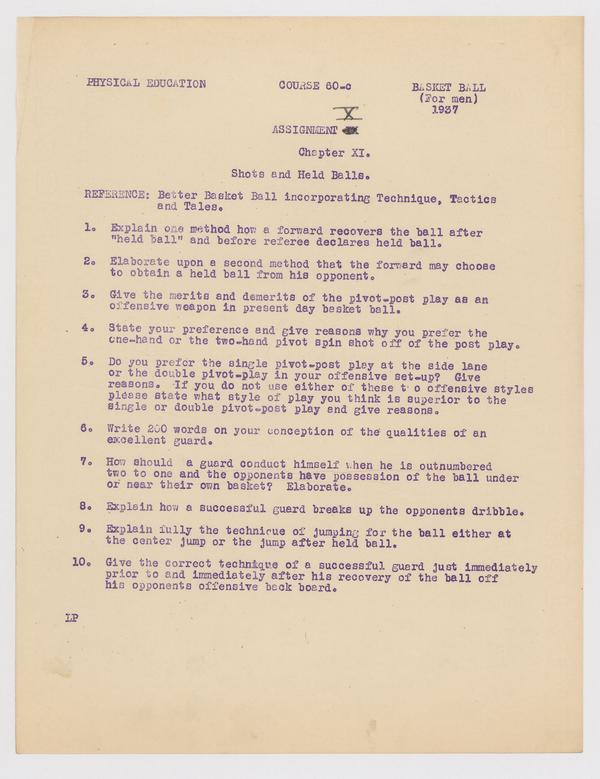 PHYSICAL EDUCATION COURSE 60-c BASKET BALL
(For men)
1937
X
ASSIGNMENT
Chapter XI.
Shots and Held Balls.
REFERENCE: Better Basket Ball incorporating Technique, Tactics
and Tales.
1. Explain one method how a forward recovers the ball after
"held ball" and before referee declares held ball.
2. Elaborate upon a second method that the forward may choose
to obtain a held ball from his opponent.
3. Give the merits and demerits of the pivot-post play as an
offensive weapon in present day basket ball.
4. State your preference and give reasons why you prefer the
one-hand or the two-hand pivot spin shot off of the post play.
5. Do you prefer the single pivot-post play at the side lane
or the double pivot-play in your offensive set-up? Give
reasons. If you do not use either of these two offensive styles
please state what style of play you think is superior to the
single or double pivot-post play and give reasons.
6. Write 200 words on your conception of the qualities of an
excellent guard.
7. How should a guard conduct himself when he is outnumbered
two to one and the opponents have possession of the ball under
or near their own basket? Elaborate.
8. Explain how a successful guard breaks up the opponents dribble.
9. Explain fully the technique of jumping for the ball either at
the center jump or the jump after held ball.
10. Give the correct technique of a successful guard just immediately
prior to and immediately after his recovery of the ball off
his opponents offensive back board.
LP